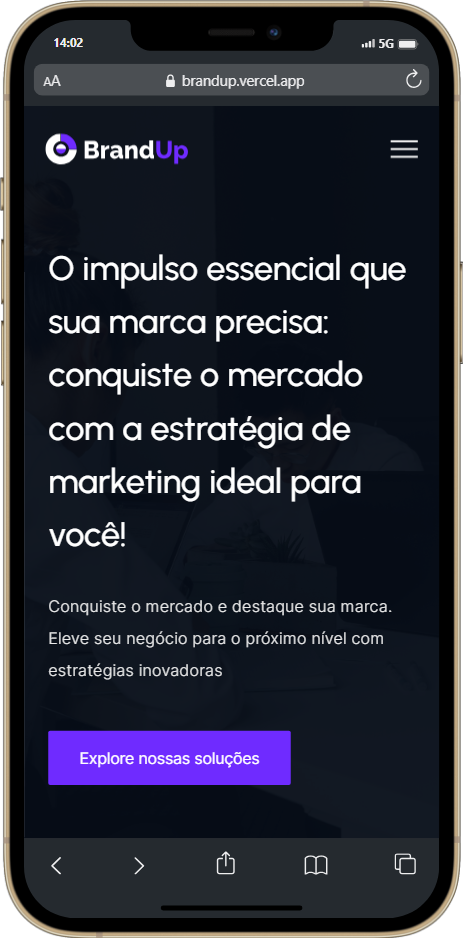 14:02
5G
AA
brandup.vercel.app
BrandUp
O impulso essencial que
sua marca precisa:
conquiste o mercado
com a estratégia de
marketing ideal para
você!
Conquiste o mercado e destaque sua marca.
Eleve seu negócio para o próximo nível com
estratégias inovadoras
Explore nossas soluções